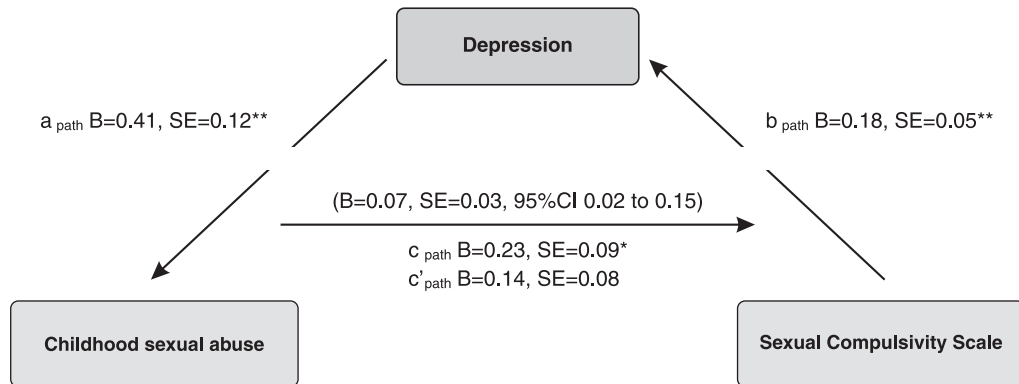 Depression
a path B=0.41, SE=0.12**
b path B=0.18, SE=0.05**
(B=0.07, SE=0.03, 95%CI 0.02 to 0.15)
c path B=0.23, SE=0.09*
c'path B=0.14, SE=0.08
Childhood sexual abuse
Sexual Compulsivity Scale